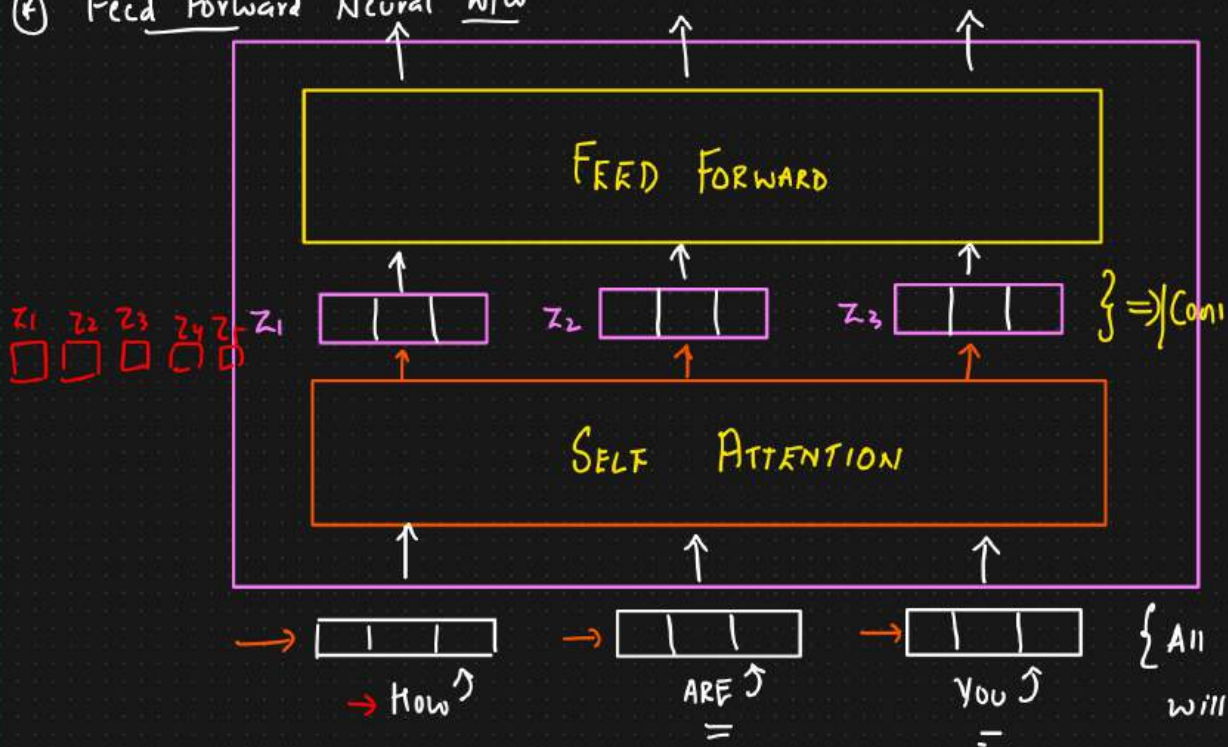 Feed Forward Neural N/W
FEED FORWARD
Z1 Z2 Z3 Z4
Z1 Z2 Z3 } =>
SELF ATTENTION
{ All
→ How ARE YOU will